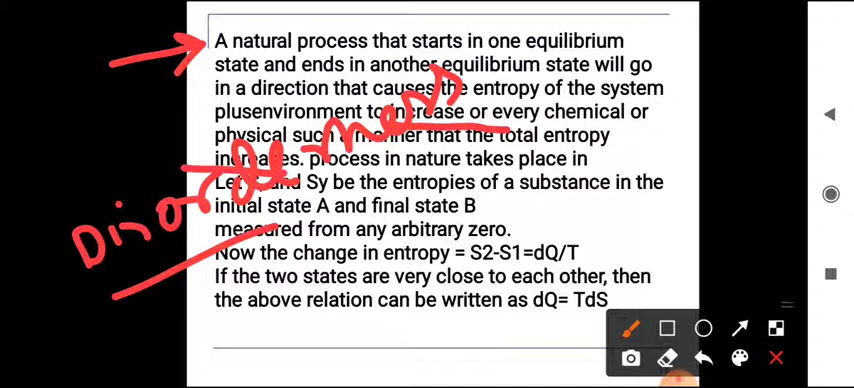 A natural process that starts in one equilibrium
state and ends in another equilibrium state will go
in a direction that causes the entropy of the system
plusenvironment to increase or every chemical or
physical such a manner that the total entropy
increases. process in nature takes place in
Let and Sy be the entropies of a substance in the
initial state A and final state B
measured from any arbitrary zero.
Now the change in entropy = S2-S1=dQ/T
If the two states are very close to each other, then
the above relation can be written as dQ= TdS
Disorderness